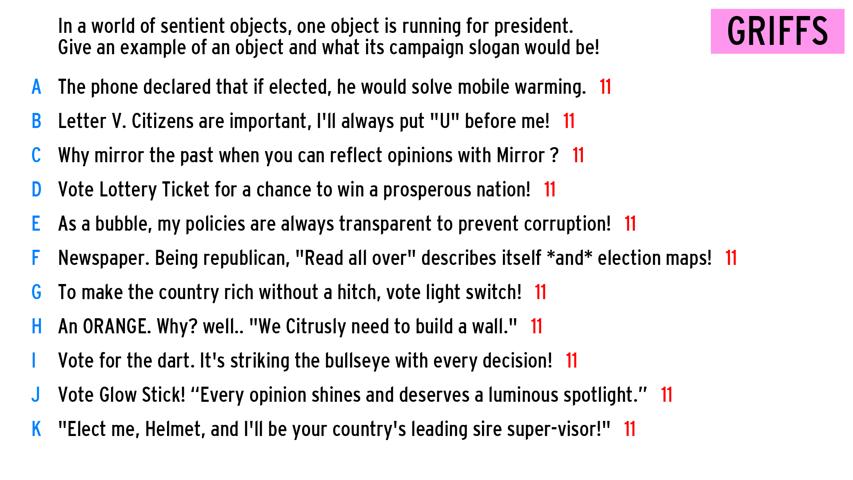 In a world of sentient objects, one object is running for president.
Give an example of an object and what its campaign slogan would be!
GRIFFS
A The phone declared that if elected, he would solve mobile warming. 11
B Letter V. Citizens are important, I'll always put "U" before me! 11
C Why mirror the past when you can reflect opinions with Mirror ? 11
D Vote Lottery Ticket for a chance to win a prosperous nation! 11
E As a bubble, my policies are always transparent to prevent corruption! 11
F Newspaper. Being republican, "Read all over" describes itself *and* election maps! 11
G To make the country rich without a hitch, vote light switch! 11
H An ORANGE. Why? well.. "We Citrusly need to build a wall." 11
I Vote for the dart. It's striking the bullseye with every decision! 11
J Vote Glow Stick! “Every opinion shines and deserves a luminous spotlight.” 11
K "Elect me, Helmet, and I'll be your country's leading sire super-visor!" 11